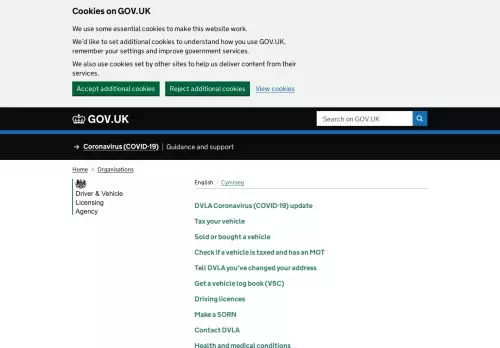 Cookies on GOV.UK
We use some essential cookies to make this website work.
We'd like to set additional cookies to understand how you use GOV.UK,
remember your settings and improve government services.
We also use cookies set by other sites to help us deliver content from their
services.
Accept additional cookies Reject additional cookies View cookies
GOV.UK Search on GOV.UK
→ Coronavirus (COVID-19) | Guidance and support
Home > Organisations
Driver & Vehicle
Licensing
Agency
English | Cymraeg
DVLA Coronavirus (COVID-19) update
Tax your vehicle
Sold or bought a vehicle
Check if a vehicle is taxed and has an MOT
Tell DVLA you've changed your address
Get a vehicle log book (V5C)
Driving licences
Make a SORN
Contact DVLA
Health and medical conditions